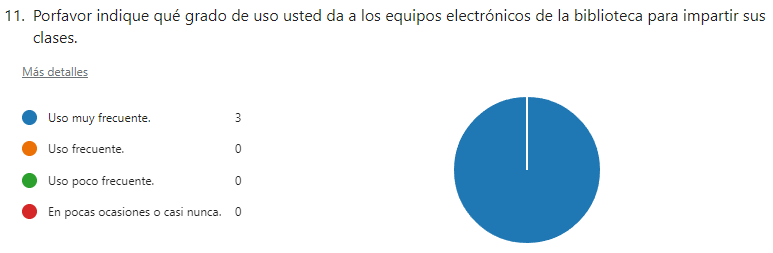 11. Porfavor indique qué grado de uso usted da a los equipos electrónicos de la biblioteca para impartir sus
clases.
Más detalles
Uso muy frecuente. 3
Uso frecuente. 0
Uso poco frecuente. 0
En pocas ocasiones o casi nunca. 0